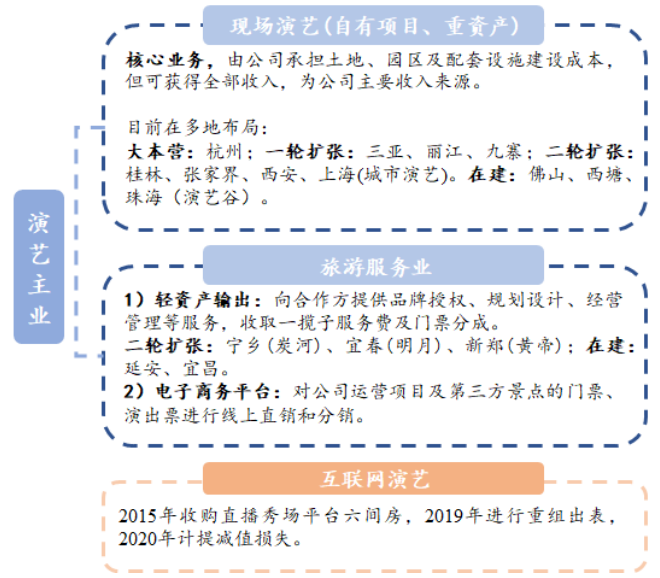 现场演艺(自有项目、重资产)
核心业务，由公司承担土地、园区及配套设施建设成本，
但可获得全部收入，为公司主要收入来源。
目前在多地布局：
大本营：杭州；一轮扩张：三亚、丽江、九寨；二轮扩张：
桂林、张家界、西安、上海(城市演艺)。在建：佛山、西塘、
珠海（演艺谷）。
演艺主业
旅游服务业
1）轻资产输出：向合作方提供品牌授权、规划设计、经营
管理等服务，收取一揽子服务费及门票分成。
二轮扩张：宁乡(炭河)、宜春(明月)、新郑(黄帝)；在建：
延安、宜昌。
2）电子商务平台：对公司运营项目及第三方景点的门票、
演出票进行线上直销和分销。
互联网演艺
2015年收购直播秀场平台六间房，2019年进行重组出表，
2020年计提减值损失。